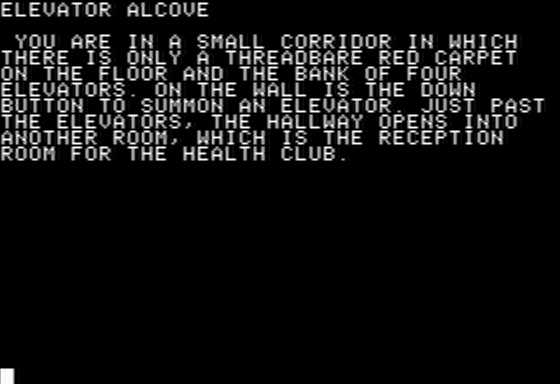 ELEVATOR ALCOVE
YOU ARE IN A SMALL CORRIDOR IN WHICH
THERE IS ONLY A THREADBARE RED CARPET
ON THE FLOOR AND THE BANK OF FOUR
ELEVATORS. ON THE WALL IS THE DOWN
BUTTON TO SUMMON AN ELEVATOR. JUST PAST
THE ELEVATORS, THE HALLWAY OPENS INTO
ANOTHER ROOM, WHICH IS THE RECEPTION
ROOM FOR THE HEALTH CLUB.